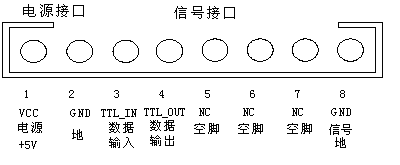 电源接口 信号接口
1 2 3 4 5 6 7 8
VCC GND TTL_IN TTL_OUT NC NC NC GND
电源 地 数据 数据 空脚 空脚 空脚 信号
+5V 输入 输出 地